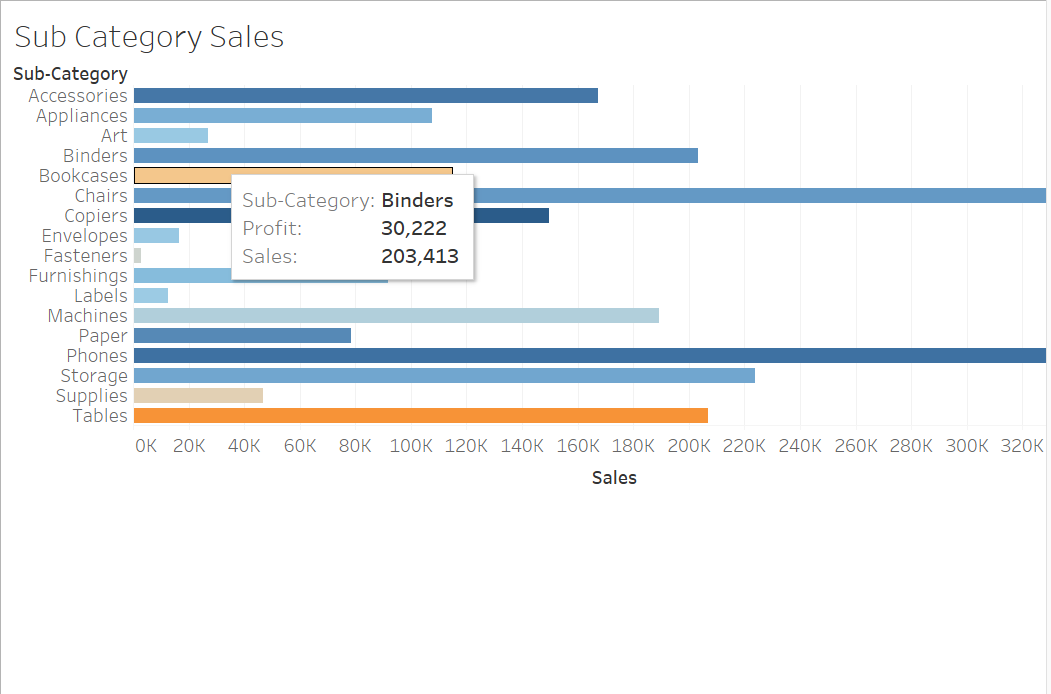 Sub Category Sales
Sub-Category
Accessories
Appliances
Art
Binders
Bookcases
Chairs
Copiers
Envelopes
Fasteners
Furnishings
Labels
Machines
Paper
Phones
Storage
Supplies
Tables
Sub-Category: Binders
Profit: 30,222
Sales: 203,413
0K 20K 40K 60K 80K 100K 120K 140K 160K 180K 200K 220K 240K 260K 280K 300K 320K
Sales